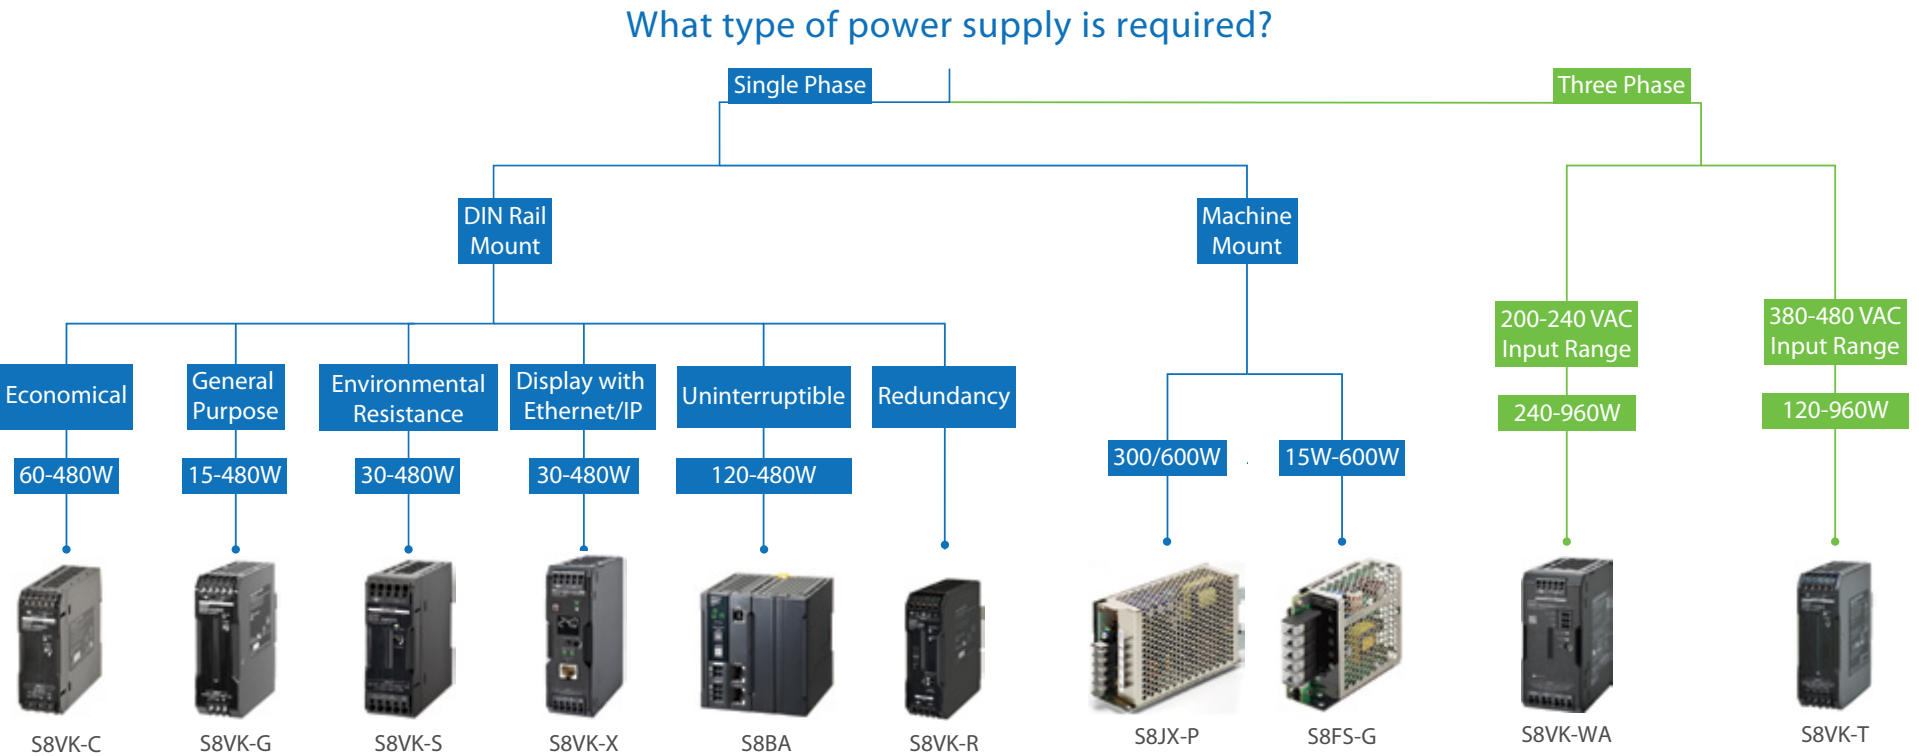 What type of power supply is required?
Single Phase
Three Phase
DIN Rail
Mount
Machine
Mount
200-240 VAC
Input Range
380-480 VAC
Input Range
Economical
General
Purpose
Environmental
Resistance
Display with
Ethernet/IP
Uninterruptible
Redundancy
240-960W
120-960W
60-480W
15-480W
30-480W
30-480W
120-480W
300/600W
15W-600W
S8VK-C
S8VK-G
S8VK-S
S8VK-X
S8BA
S8VK-R
S8JX-P
S8FS-G
S8VK-WA
S8VK-T